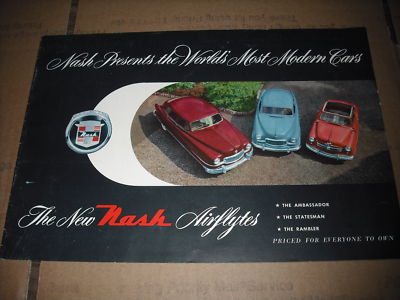 Nash Presents the World's Most Modern Cars
Nash
The New Nash Airflytes
★ THE AMBASSADOR
★ THE STATESMAN
★ THE RAMBLER
PRICED FOR EVERYONE TO OWN